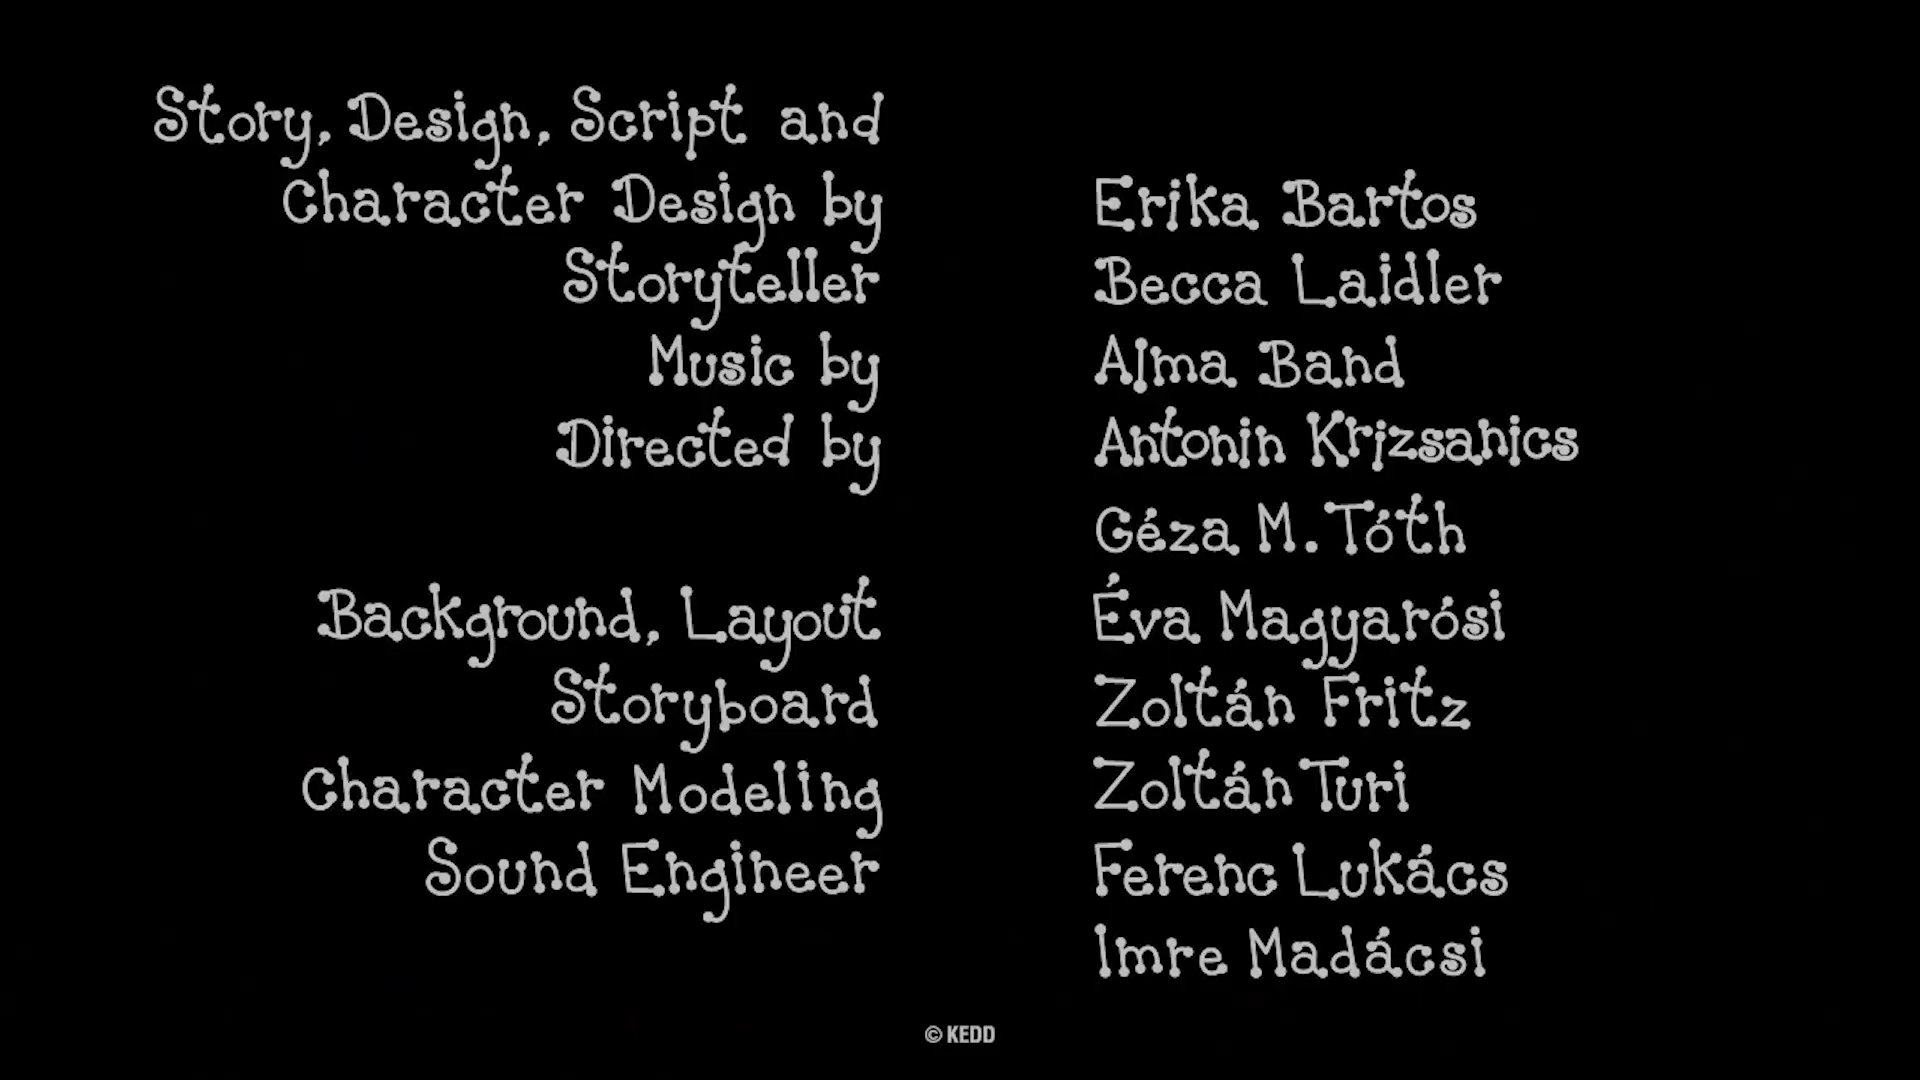 Story, Design, Script and
Character Design by Erika Bartos
Storyteller Becca Laidler
Music by Alma Band
Directed by Antonin Krizsanics
Géza M. Tóth
Background, Layout Éva Magyarósi
Storyboard Zoltán Fritz
Character Modeling Zoltán Turi
Sound Engineer Ferenc Lukács
Imre Madácsi
© KEDD